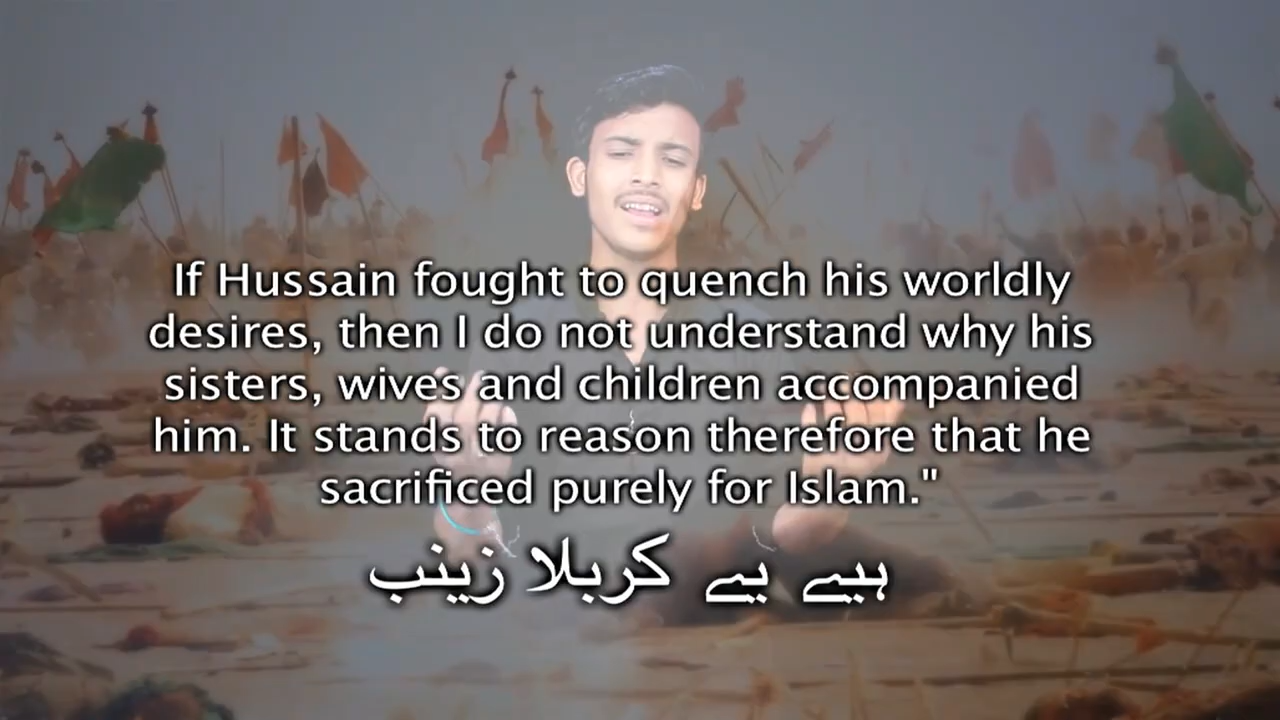 If Hussain fought to quench his worldly
desires, then I do not understand why his
sisters, wives and children accompanied
him. It stands to reason therefore that he
sacrificed purely for Islam."
ہیے یے کربلا زینب